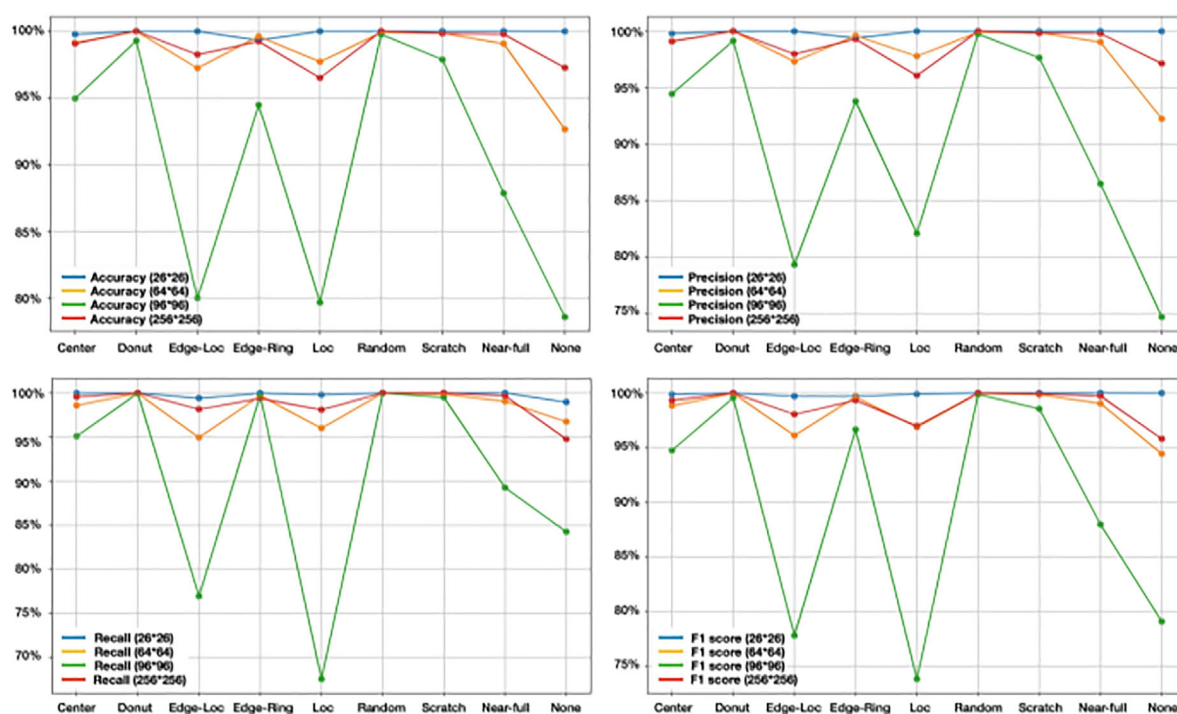 100%
95%
90%
85%
80%
Accuracy (26*26)
Accuracy (64*64)
Accuracy (96*96)
Accuracy (256*256)
Center Donut Edge-Loc Edge-Ring Loc Random Scratch Near-full None
100%
95%
90%
85%
80%
75%
Precision (26*26)
Precision (64*64)
Precision (96*96)
Precision (256*256)
Center Donut Edge-Loc Edge-Ring Loc Random Scratch Near-full None
100%
95%
90%
85%
80%
75%
70%
Recall (26*26)
Recall (64*64)
Recall (96*96)
Recall (256*256)
Center Donut Edge-Loc Edge-Ring Loc Random Scratch Near-full None
100%
95%
90%
85%
80%
75%
F1 score (26*26)
F1 score (64*64)
F1 score (96*96)
F1 score (256*256)
Center Donut Edge-Loc Edge-Ring Loc Random Scratch Near-full None